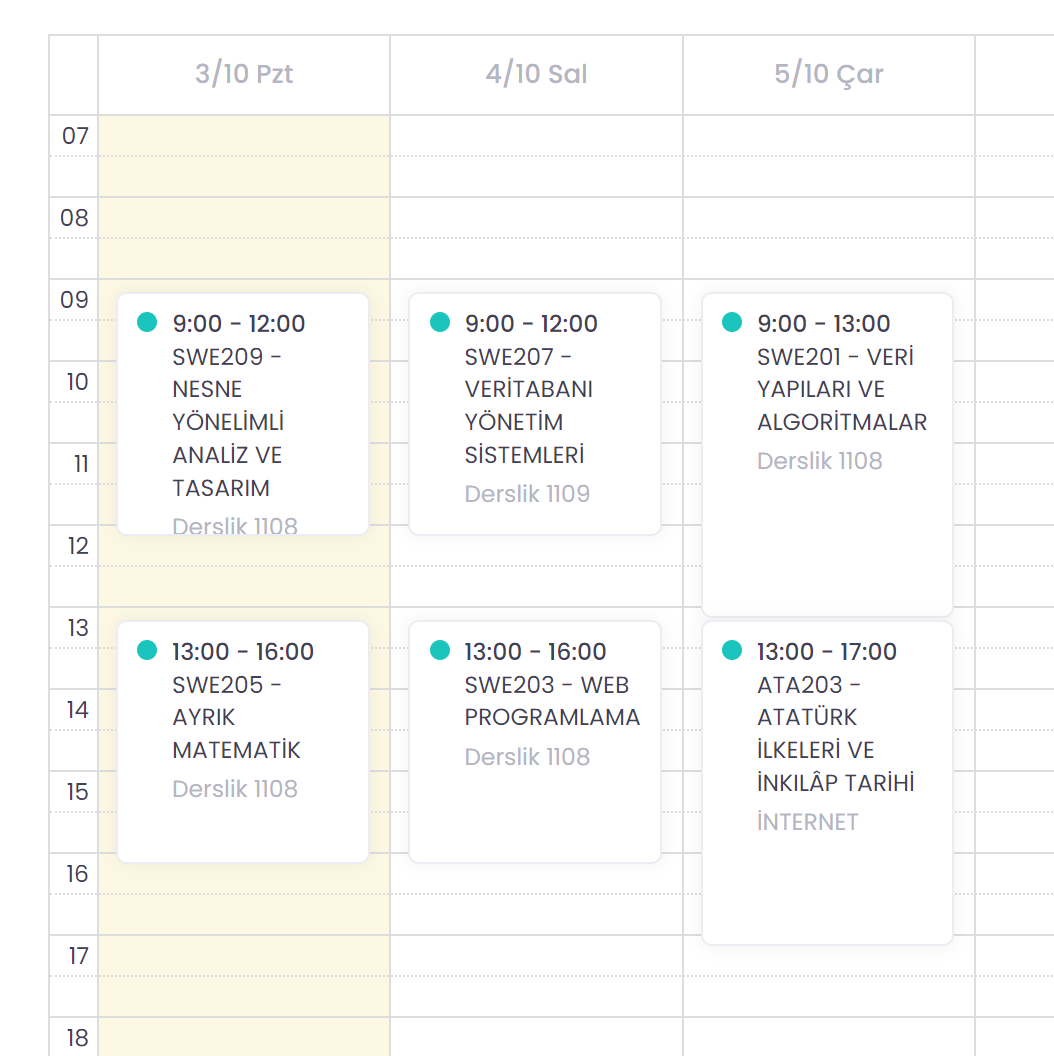 3/10 Pzt
4/10 Sal
5/10 Çar
07
08
09
10
11
12
13
14
15
16
17
18
9:00 - 12:00
SWE209 -
NESNE
YÖNELİMLİ
ANALİZ VE
TASARIM
Derslik 1108
13:00 - 16:00
SWE205 -
AYRIK
MATEMATİK
Derslik 1108
9:00 - 12:00
SWE207 -
VERİTABANI
YÖNETİM
SİSTEMLERİ
Derslik 1109
13:00 - 16:00
SWE203 - WEB
PROGRAMLAMA
Derslik 1108
9:00 - 13:00
SWE201 - VERİ
YAPILARI VE
ALGORİTMALAR
Derslik 1108
13:00 - 17:00
ATA203 -
ATATÜRK
İLKELERİ VE
İNKILÂP TARİHİ
İNTERNET